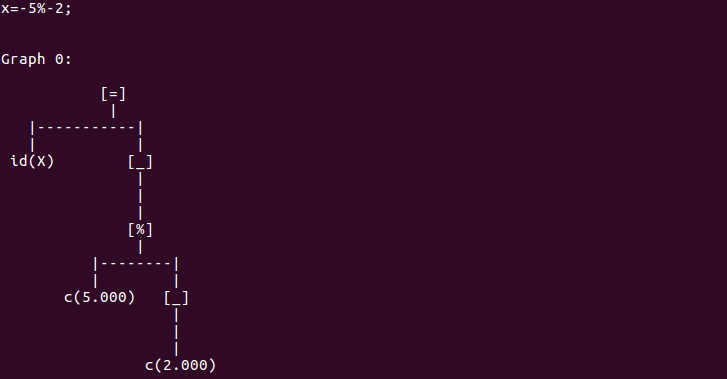 x=-5%-2;
Graph 0:
[=]
|
|-----------|
|           |
id(X)        [_]
|
|
|
[%]
|
|--------|
|        |
c(5.000)   [_]
|
|
|
c(2.000)